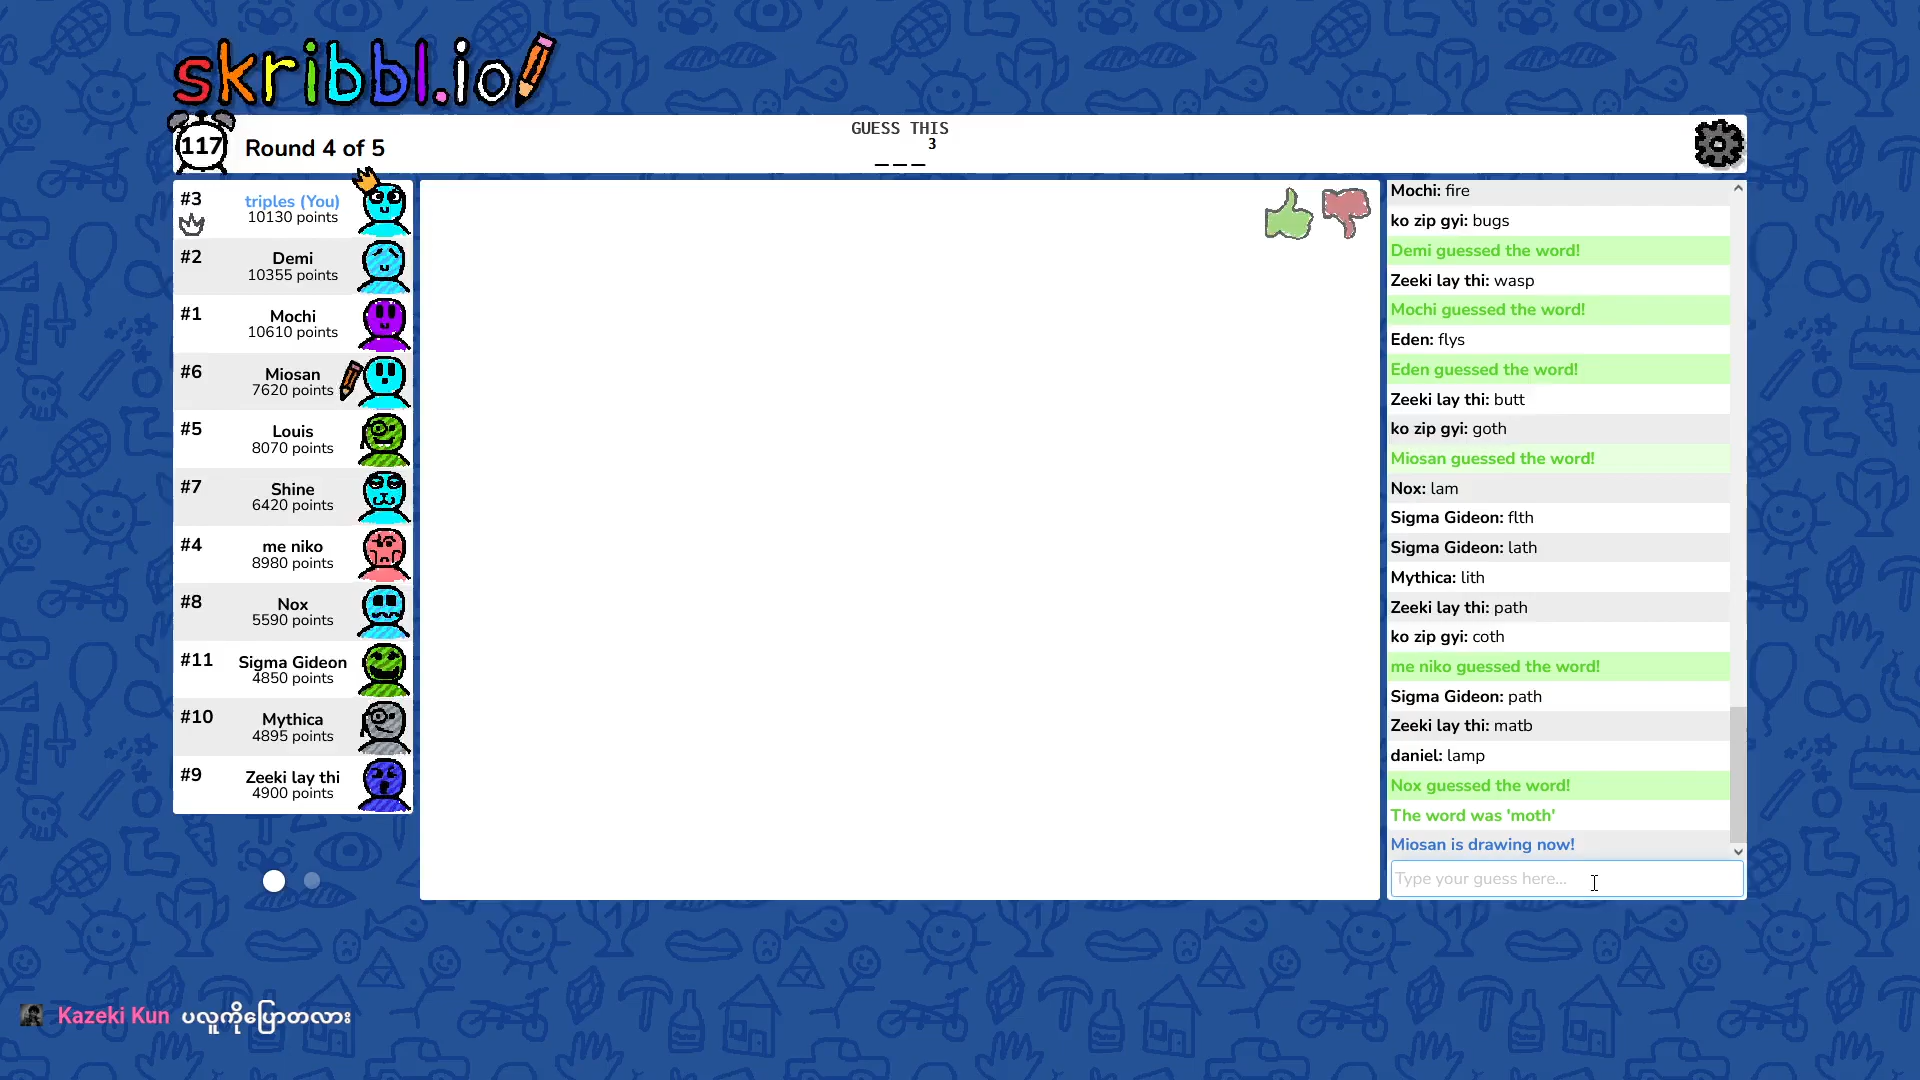 skribbl.io
117
Round 4 of 5
GUESS THIS
3
_ _ _
#3
triples (You)
10130 points
#2
Demi
10355 points
#1
Mochi
10610 points
#6
Miosan
7620 points
#5
Louis
8070 points
#7
Shine
6420 points
#4
me niko
8980 points
#8
Nox
5590 points
#11
Sigma Gideon
4850 points
#10
Mythica
4895 points
#9
Zeeki lay thi
4900 points
Mochi: fire
ko zip gyi: bugs
Demi guessed the word!
Zeeki lay thi: wasp
Mochi guessed the word!
Eden: flys
Eden guessed the word!
Zeeki lay thi: butt
ko zip gyi: goth
Miosan guessed the word!
Nox: lam
Sigma Gideon: flth
Sigma Gideon: lath
Mythica: lith
Zeeki lay thi: path
ko zip gyi: coth
me niko guessed the word!
Sigma Gideon: path
Zeeki lay thi: matb
daniel: lamp
Nox guessed the word!
The word was 'moth'
Miosan is drawing now!
Type your guess here...
Kazeki Kun ပလူကိုပြောတလား